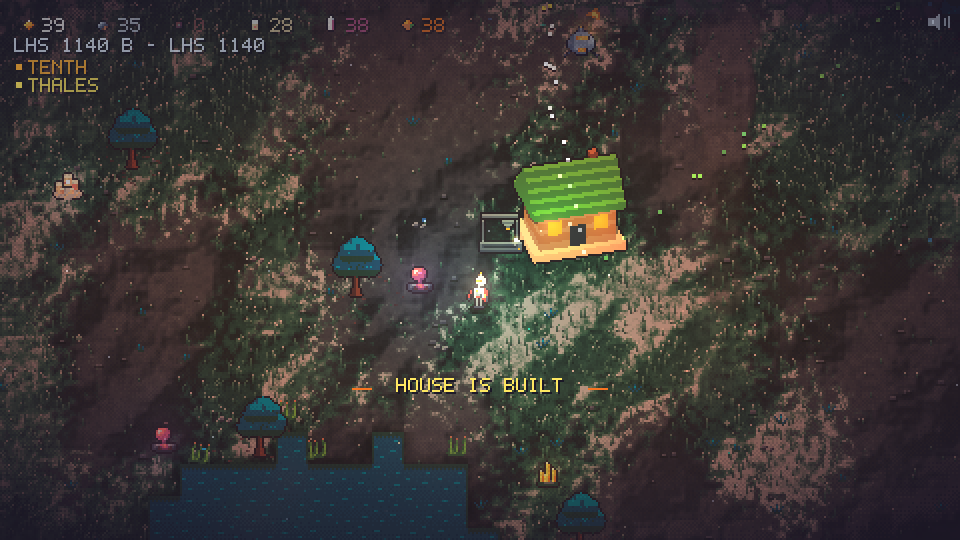 39 35 0 28 38 38
LHS 1140 B - LHS 1140
TENTH
THALES
HOUSE IS BUILT